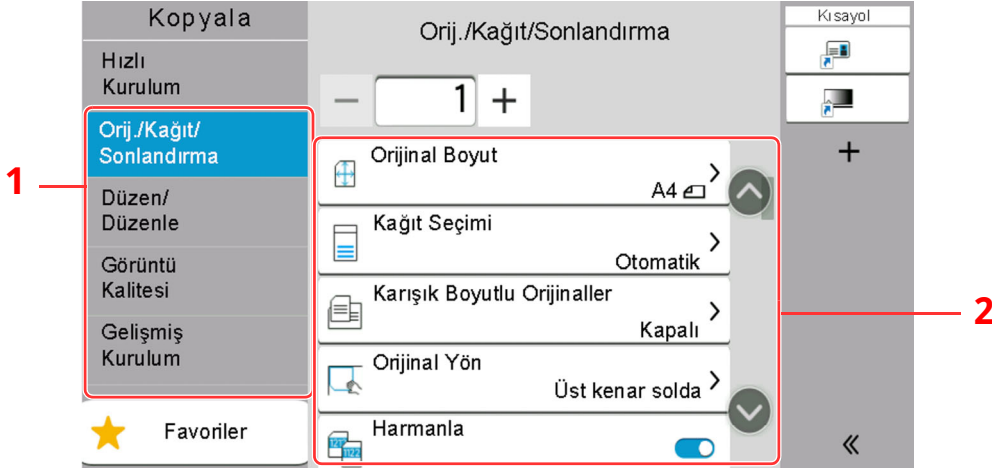 Kopyala
Hızlı
Kurulum
Orij./Kağıt/
Sonlandırma
Düzen/
Düzenle
Görüntü
Kalitesi
Gelişmiş
Kurulum
Favoriler
1
Orij./Kağıt/Sonlandırma
1
Orijinal Boyut
A4
Kağıt Seçimi
Otomatik
Karışık Boyutlu Orijinaller
Kapalı
Orijinal Yön
Üst kenar solda
Harmanla
Kısayol
2